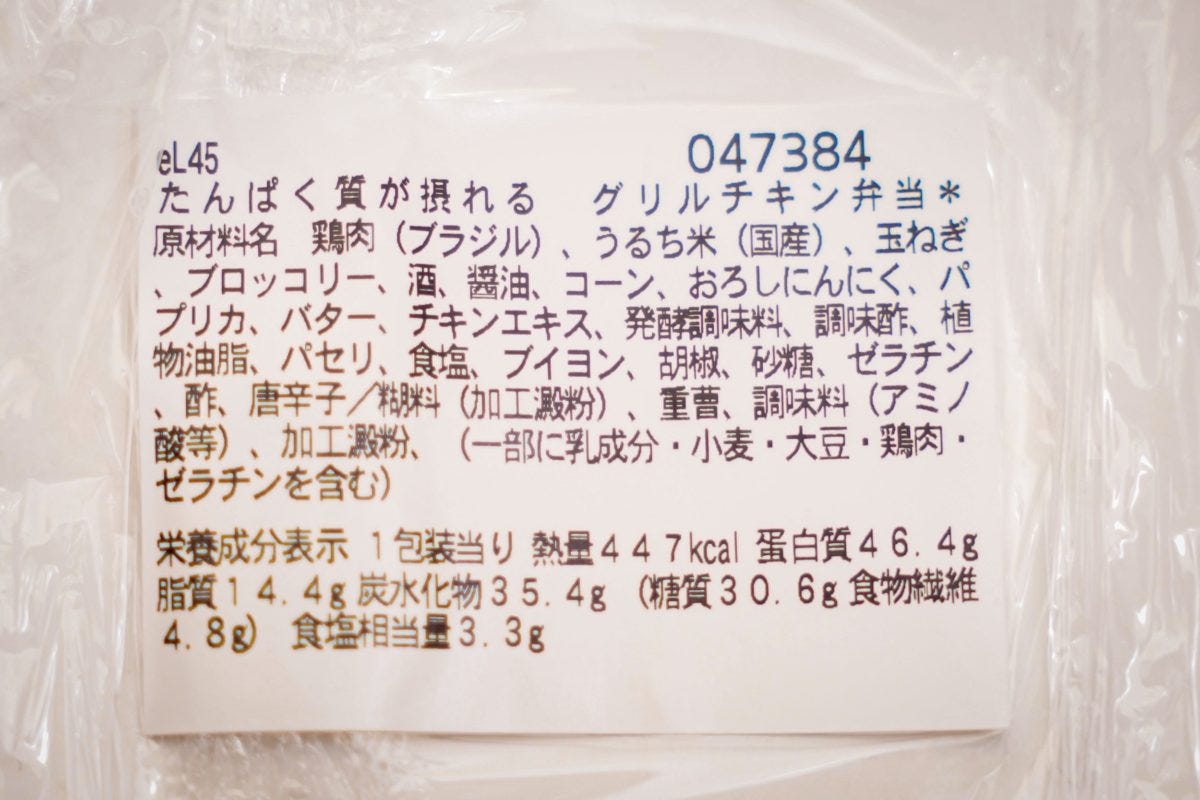 eL45 047384
たんぱく質が摂れる グリルチキン弁当*
原材料名 鶏肉(ブラジル)、うるち米(国産)、玉ねぎ
、ブロッコリー、酒、醤油、コーン、おろしにんにく、パ
プリカ、バター、チキンエキス、発酵調味料、調味酢、植
物油脂、パセリ、食塩、ブイヨン、胡椒、砂糖、ゼラチン
、酢、唐辛子/糊料(加工澱粉)、重曹、調味料(アミノ
酸等)、加工澱粉、(一部に乳成分・小麦・大豆・鶏肉・
ゼラチンを含む)
栄養成分表示 1包装当り 熱量447kcal 蛋白質46.4g
脂質14.4g 炭水化物35.4g (糖質30.6g 食物繊維
4.8g) 食塩相当量3.3g